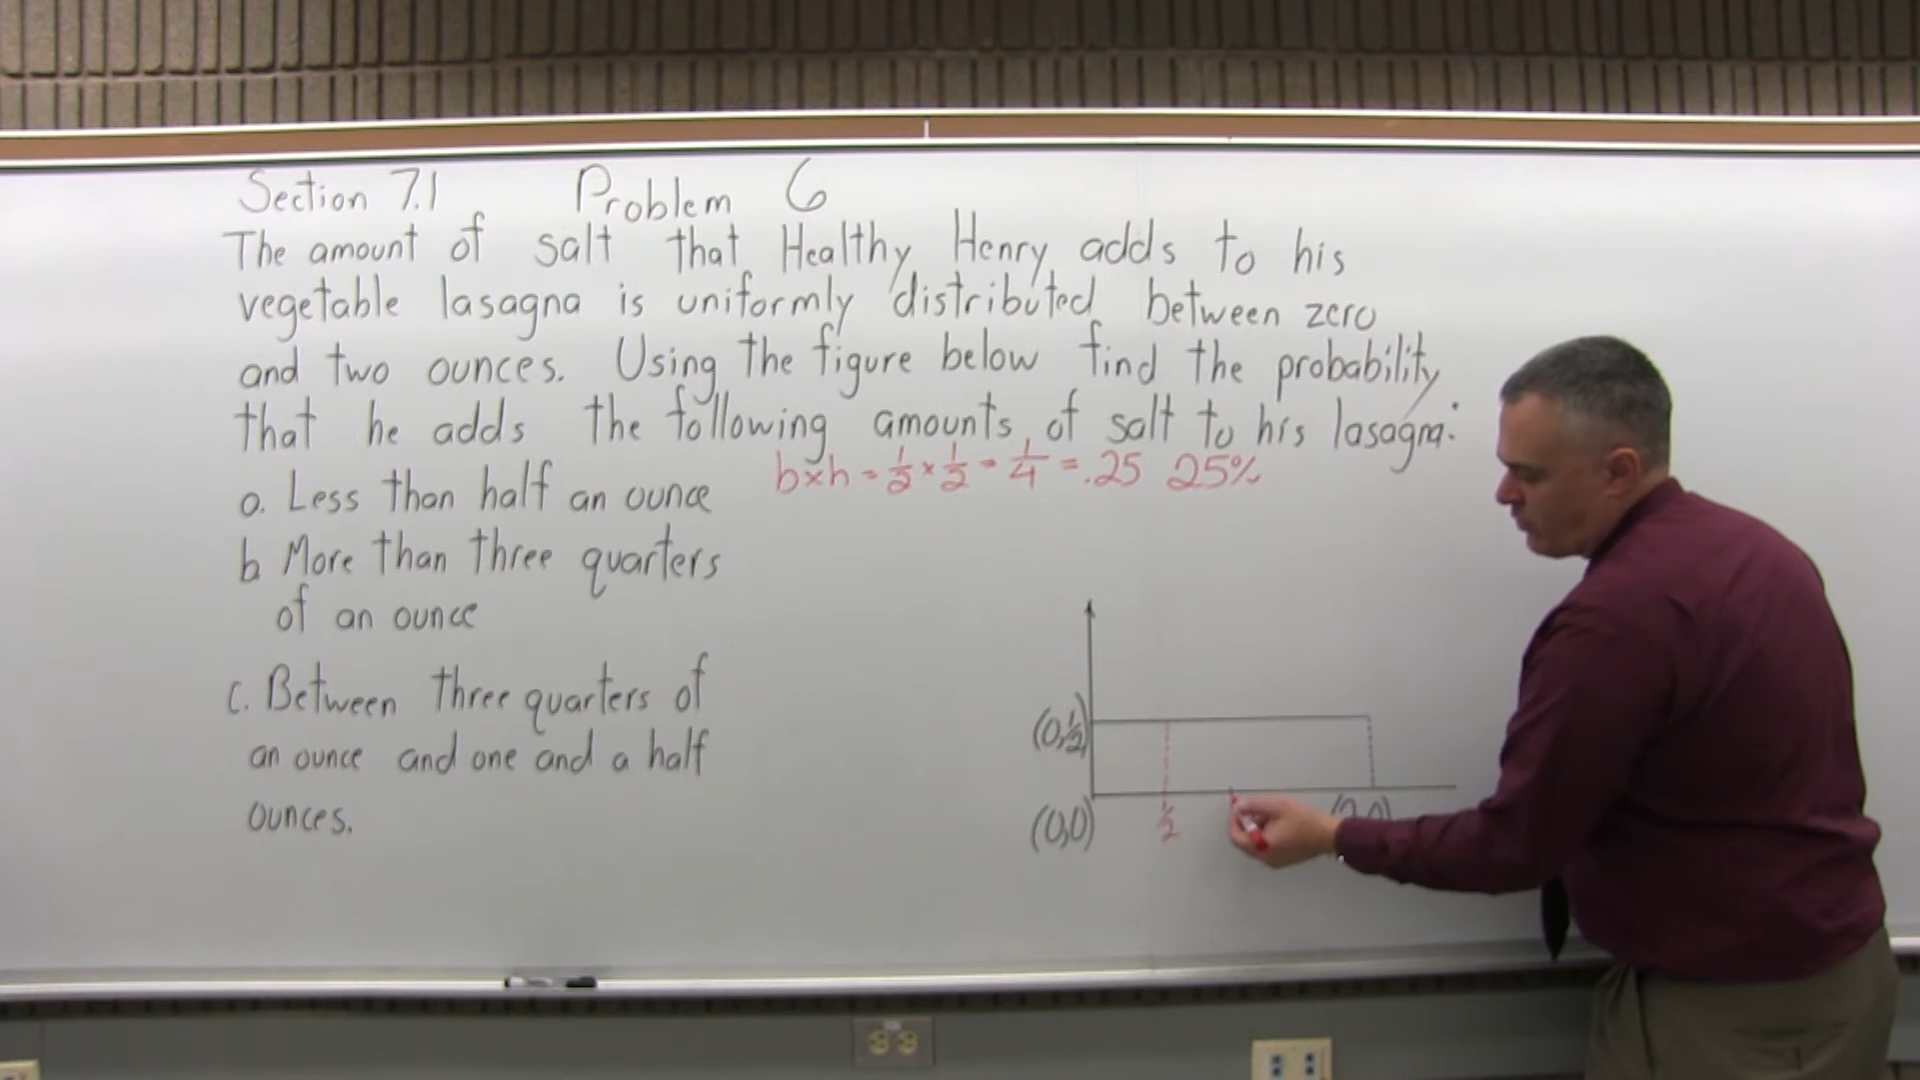 Section 7.1 Problem 6
The amount of salt that Healthy Henry adds to his
vegetable lasagna is uniformly distributed between zero
and two ounces. Using the figure below find the probability
that he adds the following amounts of salt to his lasagna:
b×h = 1/2 × 1/2 = 1/4 = .25 25%
a. Less than half an ounce
b. More than three quarters
of an ounce
c. Between three quarters of
an ounce and one and a half
ounces.
(0,1/2)
(0,0) 1/2 (2,0)